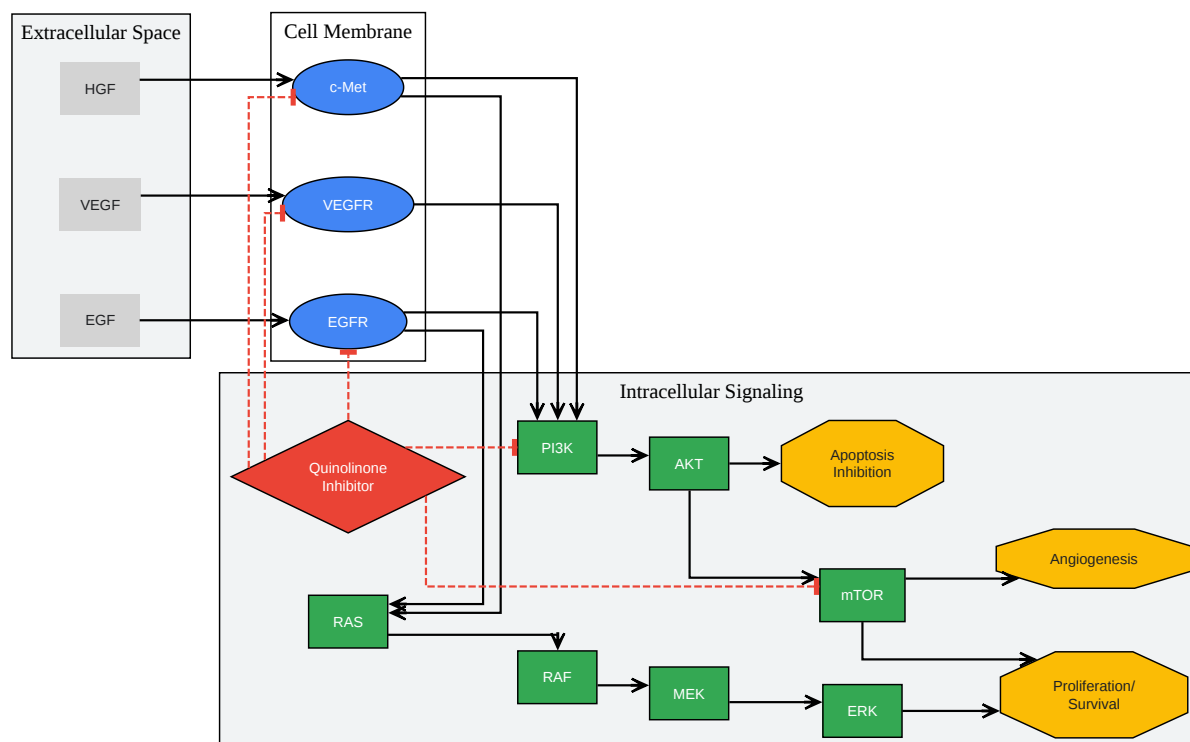 Extracellular Space
Cell Membrane
HGF
c-Met
VEGF
VEGFR
EGF
EGFR
Intracellular Signaling
Quinolinone
Inhibitor
PI3K
AKT
Apoptosis
Inhibition
Angiogenesis
mTOR
RAS
RAF
MEK
ERK
Proliferation/
Survival